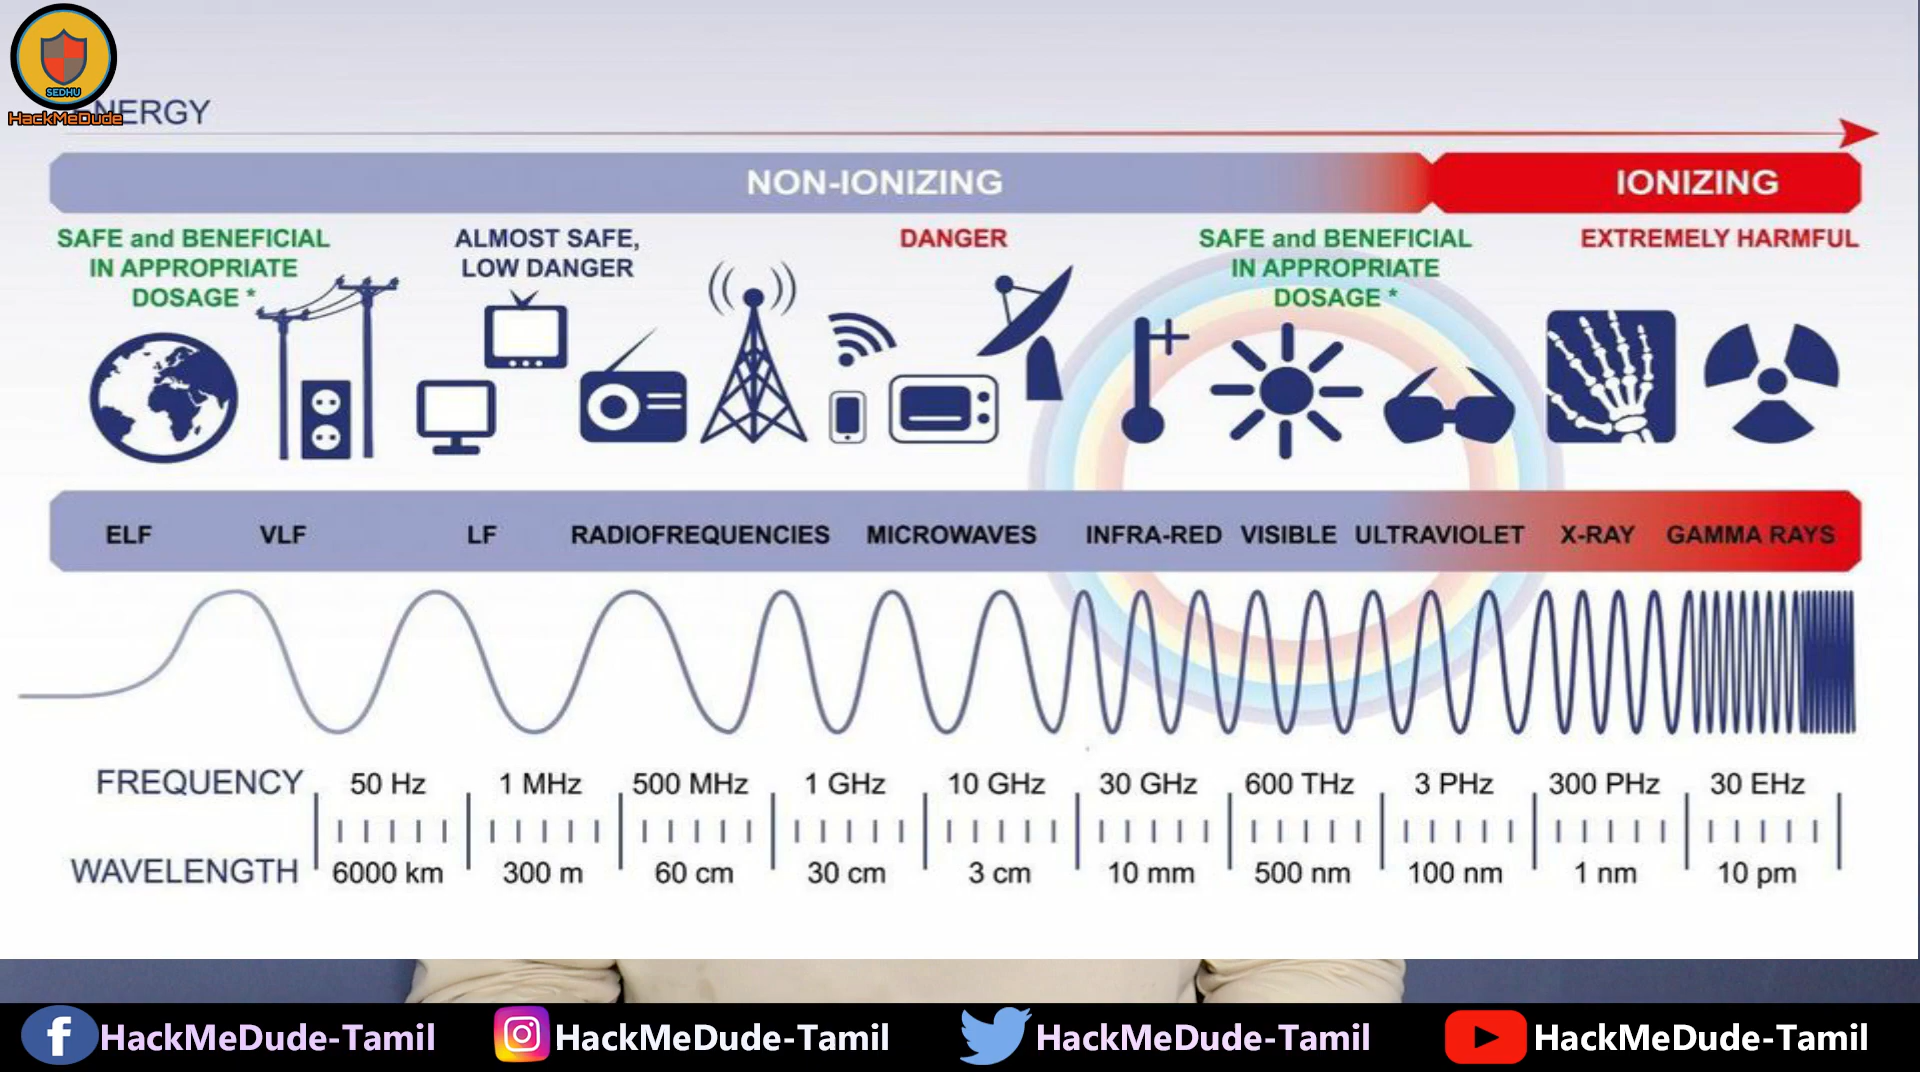 SEDHU
HackMeDude
ENERGY
NON-IONIZING
IONIZING
SAFE and BENEFICIAL
IN APPROPRIATE
DOSAGE *
ALMOST SAFE,
LOW DANGER
DANGER
SAFE and BENEFICIAL
IN APPROPRIATE
DOSAGE *
EXTREMELY HARMFUL
ELF VLF LF RADIOFREQUENCIES MICROWAVES INFRA-RED VISIBLE ULTRAVIOLET X-RAY GAMMA RAYS
FREQUENCY 50 Hz 1 MHz 500 MHz 1 GHz 10 GHz 30 GHz 600 THz 3 PHz 300 PHz 30 EHz
WAVELENGTH 6000 km 300 m 60 cm 30 cm 3 cm 10 mm 500 nm 100 nm 1 nm 10 pm
HackMeDude-Tamil HackMeDude-Tamil HackMeDude-Tamil HackMeDude-Tamil